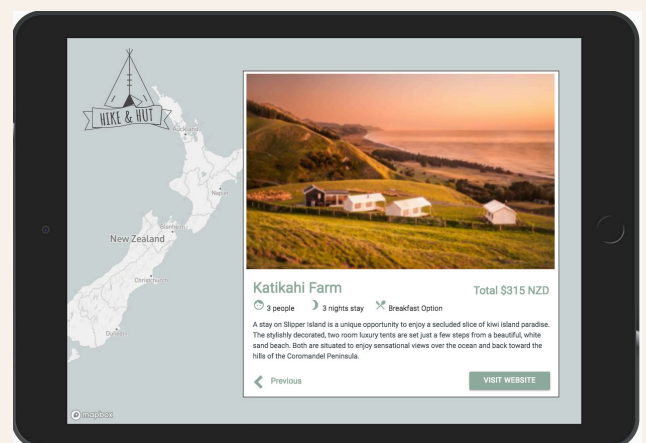 HIKE & HUT
Auckland
Napier
Blenheim
New Zealand
Christchurch
Dunedin
Katikahi Farm
Total $315 NZD
3 people
3 nights stay
Breakfast Option
A stay on Slipper Island is a unique opportunity to enjoy a secluded slice of kiwi island paradise.
The stylishly decorated, two room luxury tents are set just a few steps from a beautiful, white
sand beach. Both are situated to enjoy sensational views over the ocean and back toward the
hills of the Coromandel Peninsula.
Previous
VISIT WEBSITE
mapbox